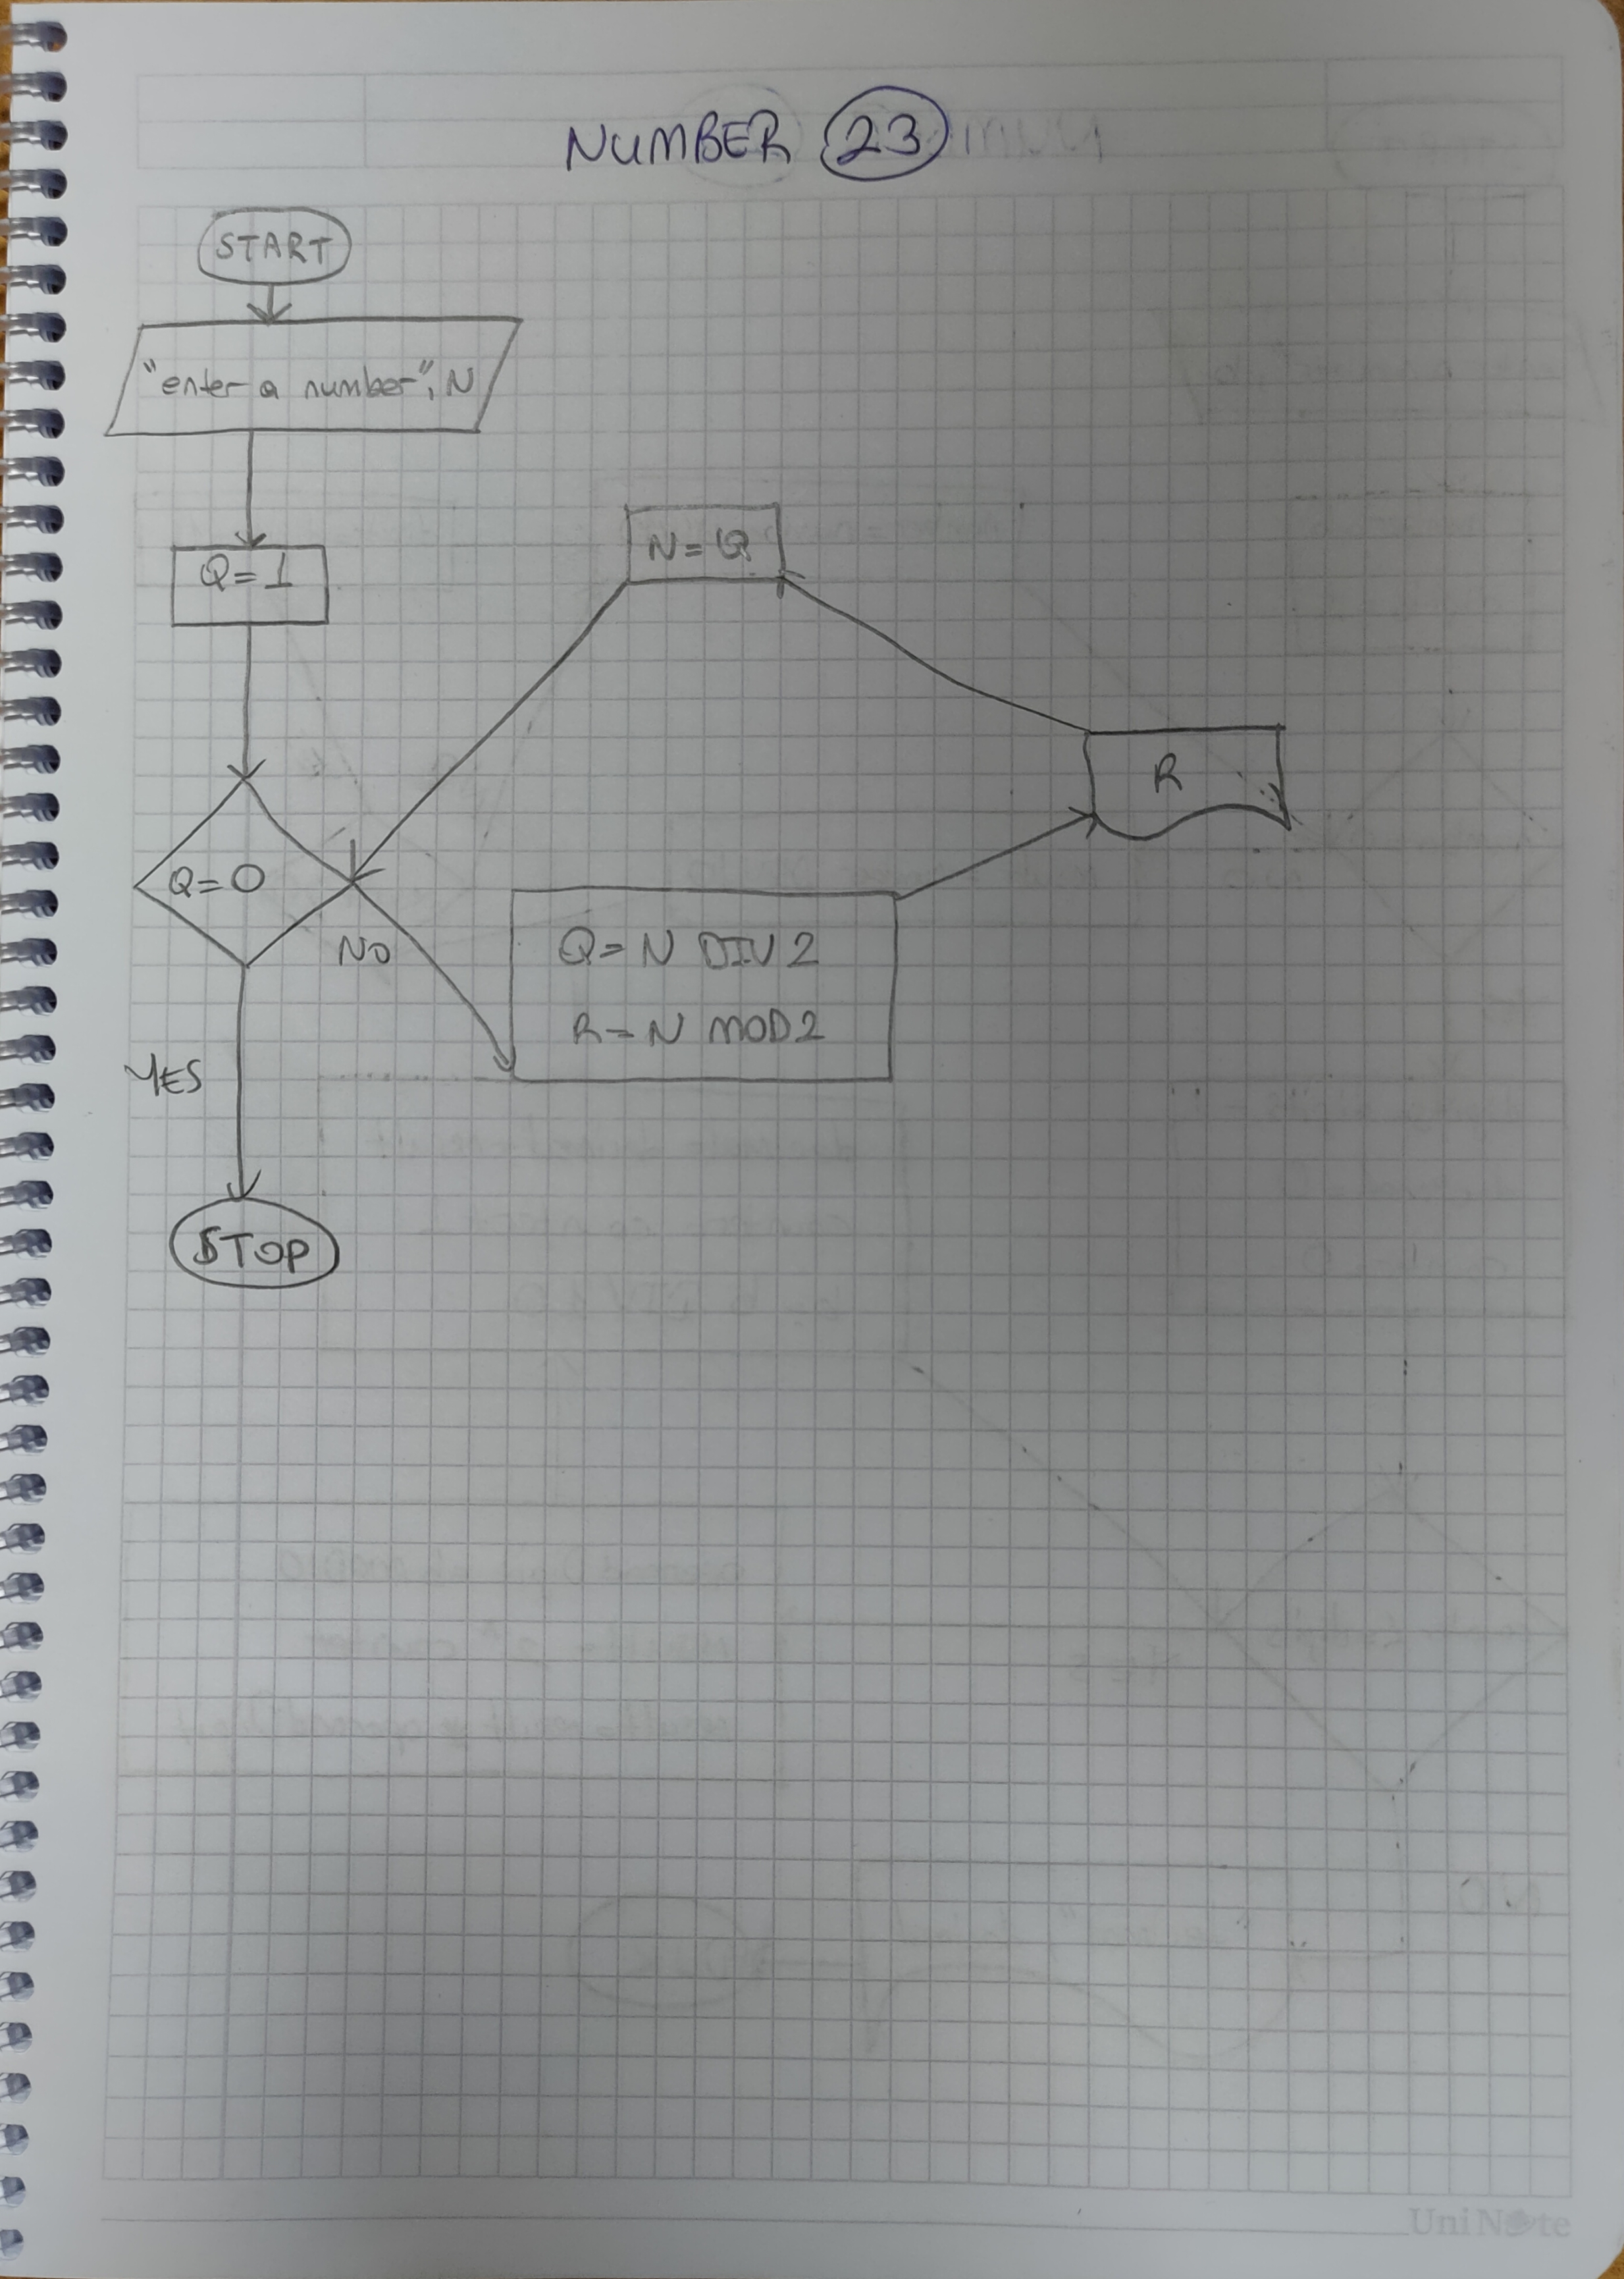 NUMBER 23
START
"enter a number", N
Q=1
N=Q
R
Q=0
NO
Q=N DIV 2
R=N MOD 2
YES
STOP
UniNote